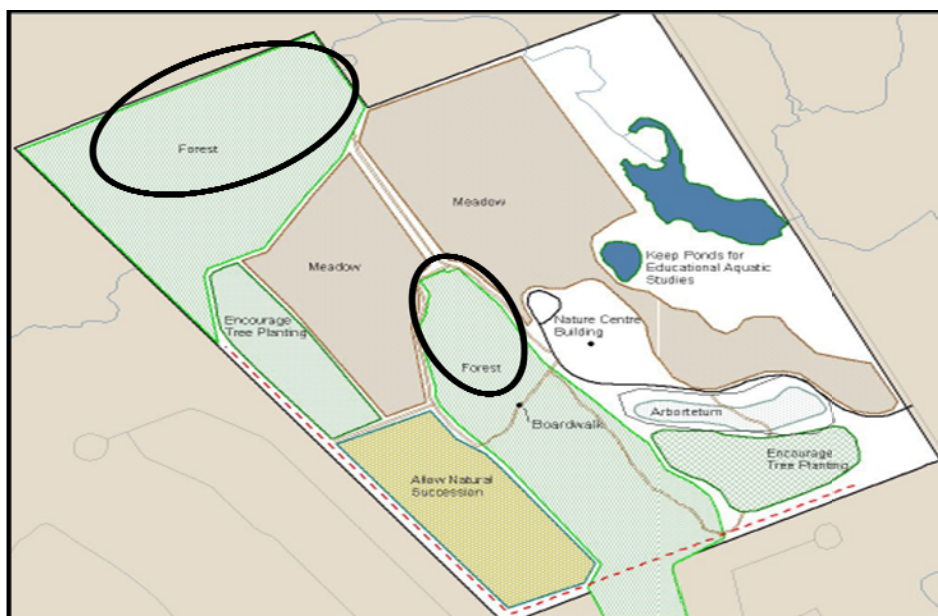 Forest
Meadow
Meadow
Keep Ponds for
Educational Aquatic
Studies
Encourage
Tree Planting
Nature Centre
Building
Forest
Arboretum
Boardwalk
Encourage
Tree Planting
Allow Natural
Succession